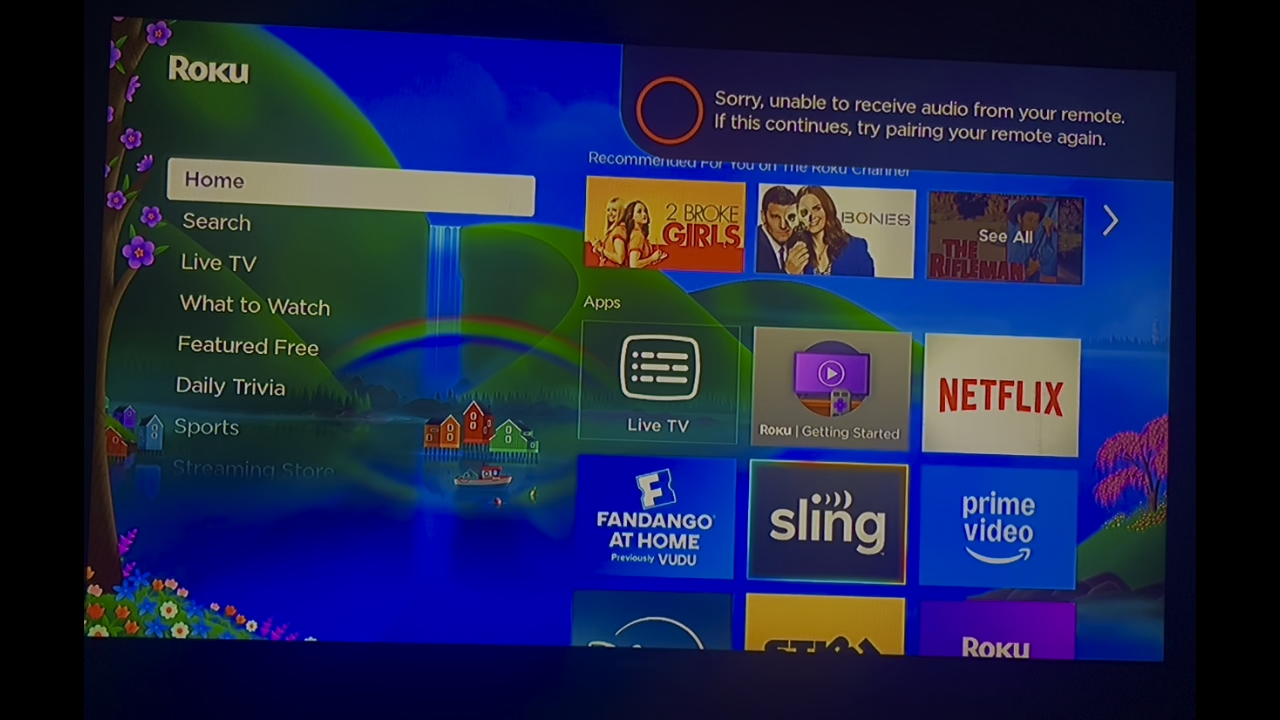 Roku
Sorry, unable to receive audio from your remote.
If this continues, try pairing your remote again.
Home
Search
Live TV
What to Watch
Featured Free
Daily Trivia
Sports
Streaming Store
Recommended For You on The Roku Channel
2 BROKE
GIRLS
BONES
See All
THE
RIFLEMAN
Apps
Live TV
Roku | Getting Started
NETFLIX
FANDANGO
AT HOME
Previously VUDU
sling
prime
video
Roku